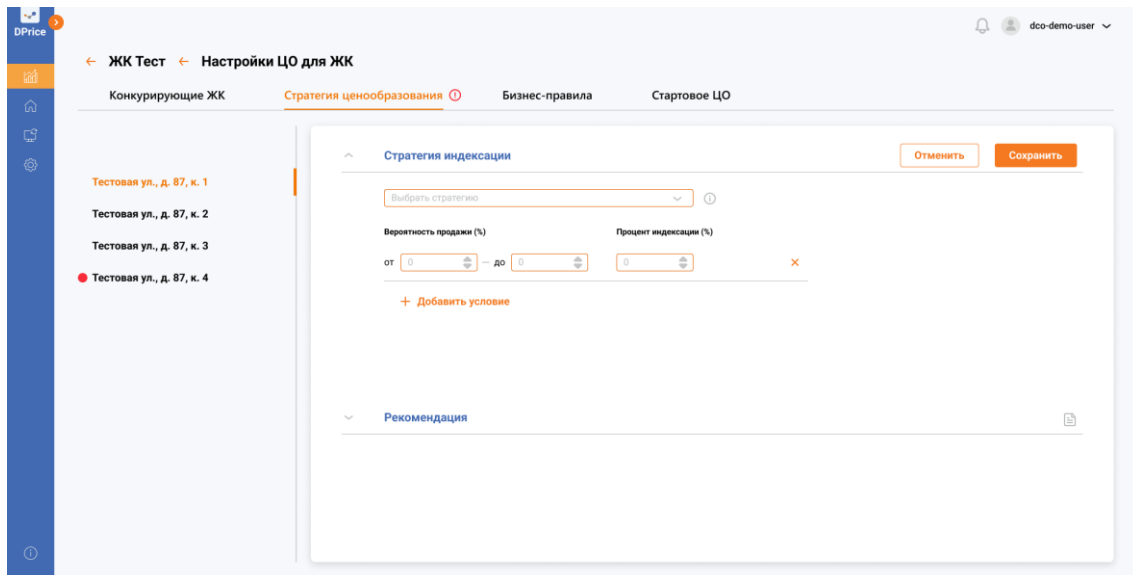 DPrice
dco-demo-user
ЖК Тест
Настройки ЦО для ЖК
Конкурирующие ЖК
Стратегия ценообразования
Бизнес-правила
Стартовое ЦО
Тестовая ул., д. 87, к. 1
Тестовая ул., д. 87, к. 2
Тестовая ул., д. 87, к. 3
Тестовая ул., д. 87, к. 4
Стратегия индексации
Отменить
Сохранить
Выбрать стратегию
Вероятность продажи (%)
Процент индексации (%)
от 0 – до 0 0
+ Добавить условие
Рекомендация